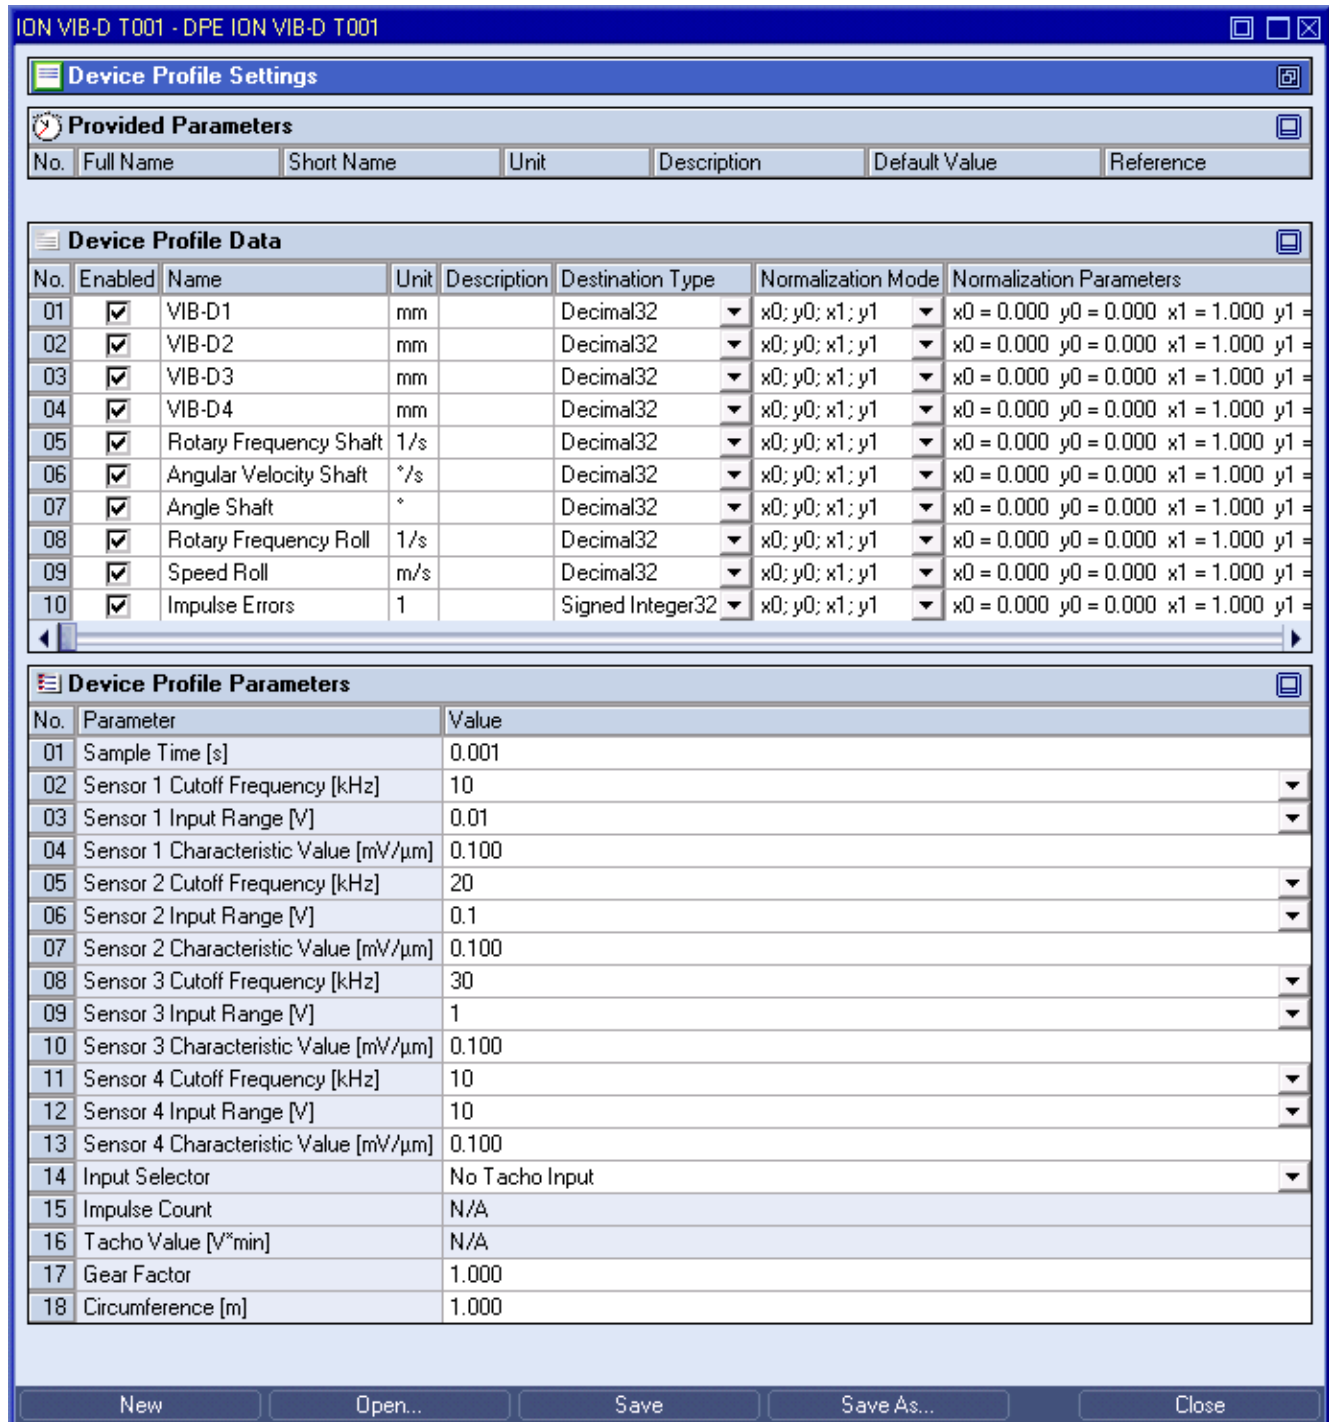 ION VIB-D T001 - DPE ION VIB-D T001
Device Profile Settings
Provided Parameters
No. Full Name Short Name Unit Description Default Value Reference
Device Profile Data
No. Enabled Name Unit Description Destination Type Normalization Mode Normalization Parameters
01 VIB-D1 mm Decimal32 x0; y0; x1; y1 x0 = 0.000 y0 = 0.000 x1 = 1.000 y1 =
02 VIB-D2 mm Decimal32 x0; y0; x1; y1 x0 = 0.000 y0 = 0.000 x1 = 1.000 y1 =
03 VIB-D3 mm Decimal32 x0; y0; x1; y1 x0 = 0.000 y0 = 0.000 x1 = 1.000 y1 =
04 VIB-D4 mm Decimal32 x0; y0; x1; y1 x0 = 0.000 y0 = 0.000 x1 = 1.000 y1 =
05 Rotary Frequency Shaft 1/s Decimal32 x0; y0; x1; y1 x0 = 0.000 y0 = 0.000 x1 = 1.000 y1 =
06 Angular Velocity Shaft °/s Decimal32 x0; y0; x1; y1 x0 = 0.000 y0 = 0.000 x1 = 1.000 y1 =
07 Angle Shaft ° Decimal32 x0; y0; x1; y1 x0 = 0.000 y0 = 0.000 x1 = 1.000 y1 =
08 Rotary Frequency Roll 1/s Decimal32 x0; y0; x1; y1 x0 = 0.000 y0 = 0.000 x1 = 1.000 y1 =
09 Speed Roll m/s Decimal32 x0; y0; x1; y1 x0 = 0.000 y0 = 0.000 x1 = 1.000 y1 =
10 Impulse Errors 1 Signed Integer32 x0; y0; x1; y1 x0 = 0.000 y0 = 0.000 x1 = 1.000 y1 =
Device Profile Parameters
No. Parameter Value
01 Sample Time [s] 0.001
02 Sensor 1 Cutoff Frequency [kHz] 10
03 Sensor 1 Input Range [V] 0.01
04 Sensor 1 Characteristic Value [mV/µm] 0.100
05 Sensor 2 Cutoff Frequency [kHz] 20
06 Sensor 2 Input Range [V] 0.1
07 Sensor 2 Characteristic Value [mV/µm] 0.100
08 Sensor 3 Cutoff Frequency [kHz] 30
09 Sensor 3 Input Range [V] 1
10 Sensor 3 Characteristic Value [mV/µm] 0.100
11 Sensor 4 Cutoff Frequency [kHz] 10
12 Sensor 4 Input Range [V] 10
13 Sensor 4 Characteristic Value [mV/µm] 0.100
14 Input Selector No Tacho Input
15 Impulse Count N/A
16 Tacho Value [V*min] N/A
17 Gear Factor 1.000
18 Circumference [m] 1.000
New Open... Save Save As... Close